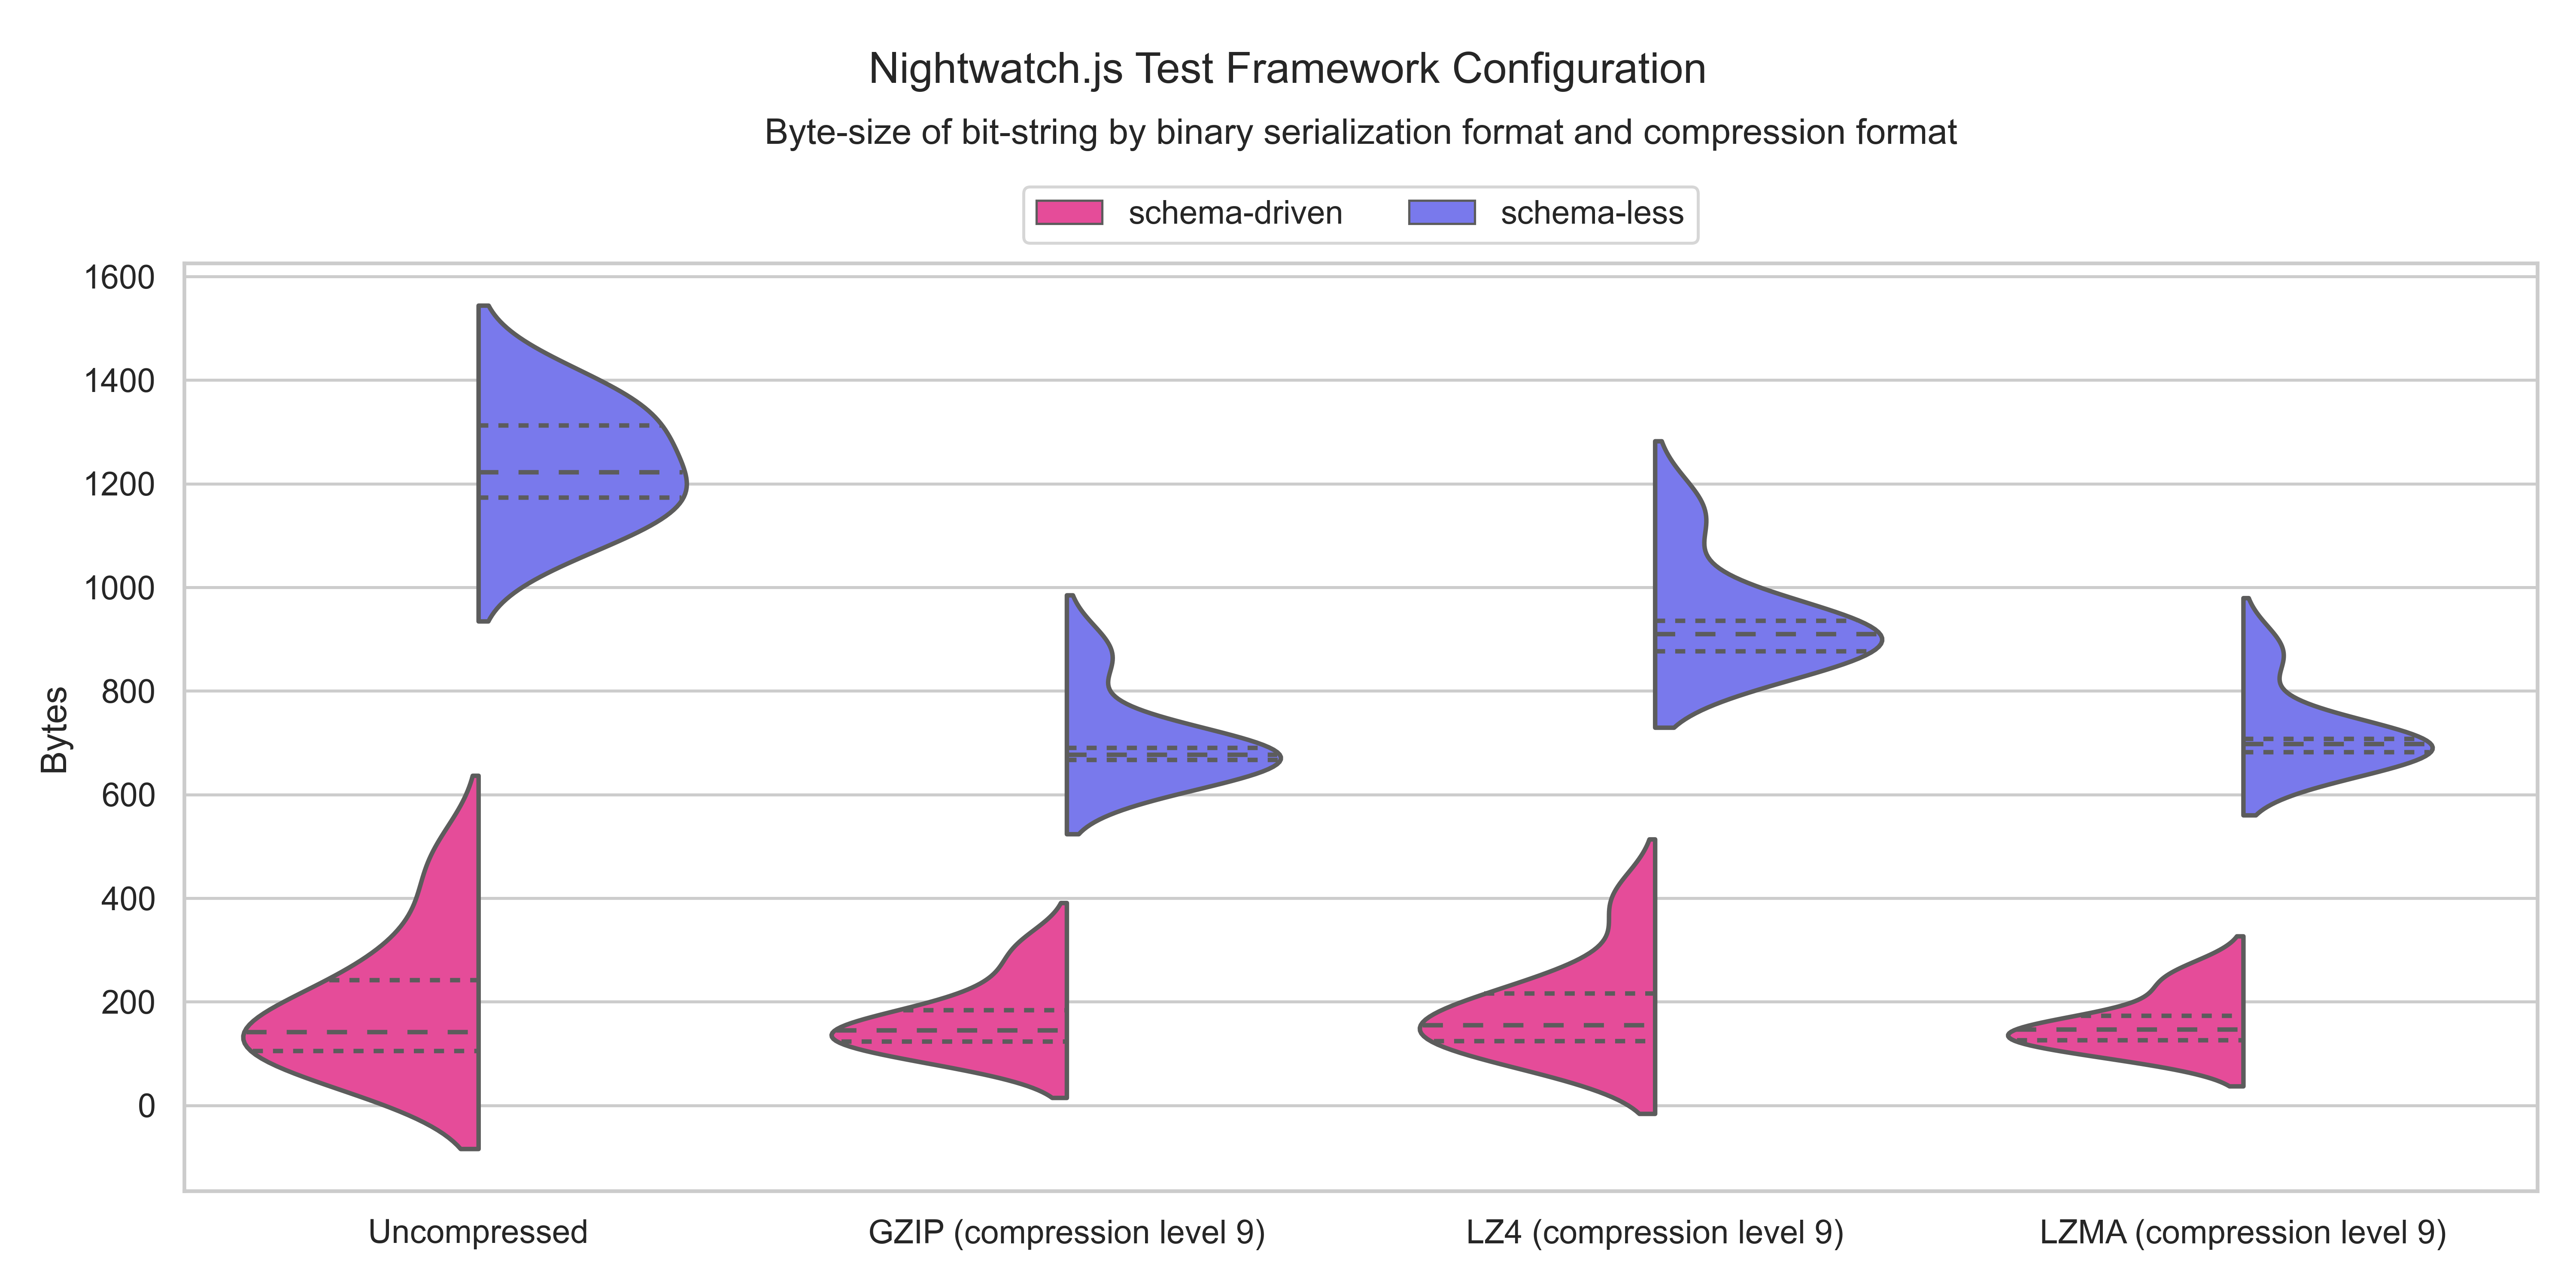 Nightwatch.js Test Framework Configuration
Byte-size of bit-string by binary serialization format and compression format
schema-driven schema-less
1600
1400
1200
1000
800
600
400
200
0
Bytes
Uncompressed GZIP (compression level 9) LZ4 (compression level 9) LZMA (compression level 9)